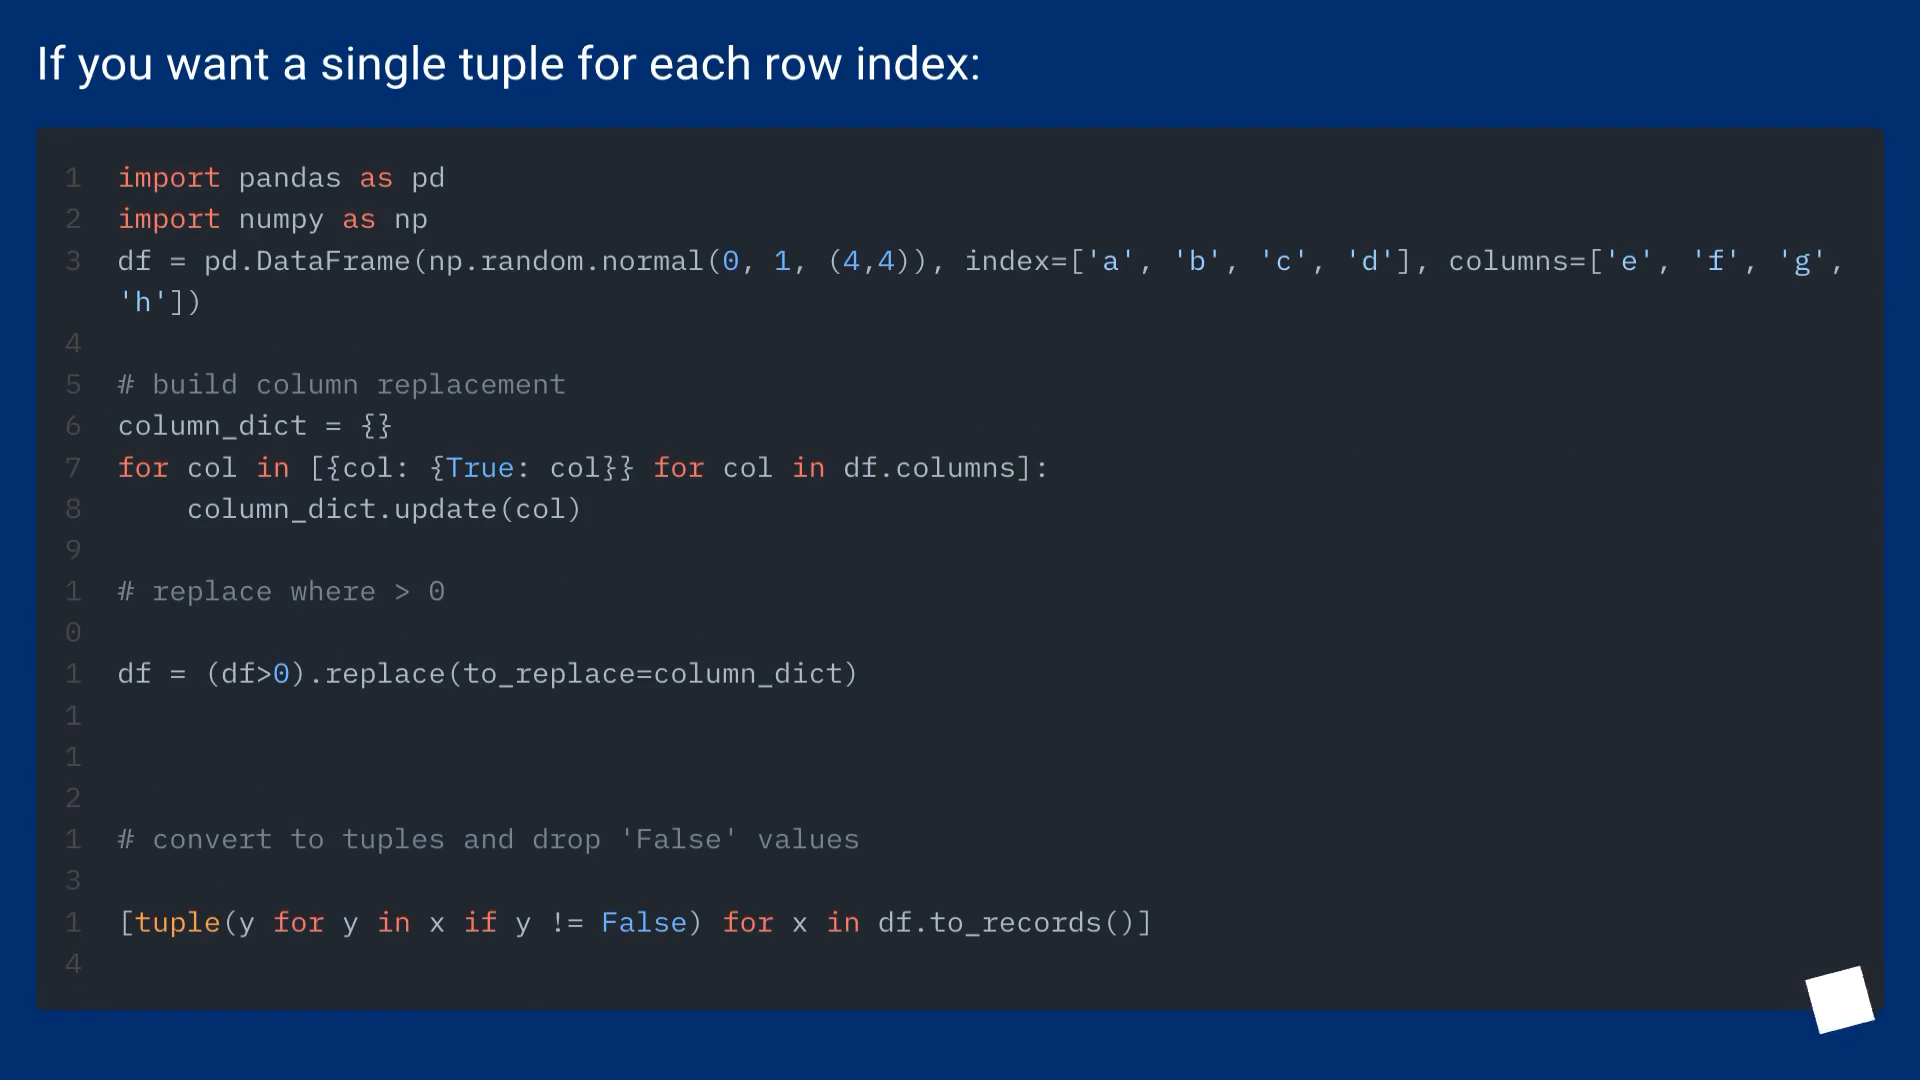 If you want a single tuple for each row index:
1 import pandas as pd
2 import numpy as np
3 df = pd.DataFrame(np.random.normal(0, 1, (4,4)), index=['a', 'b', 'c', 'd'], columns=['e', 'f', 'g',
'h'])
4
5 # build column replacement
6 column_dict = {}
7 for col in [{col: {True: col}} for col in df.columns]:
8     column_dict.update(col)
9
1 # replace where > 0
0
1 df = (df>0).replace(to_replace=column_dict)
1
1
2
1 # convert to tuples and drop 'False' values
3
1 [tuple(y for y in x if y != False) for x in df.to_records()]
4